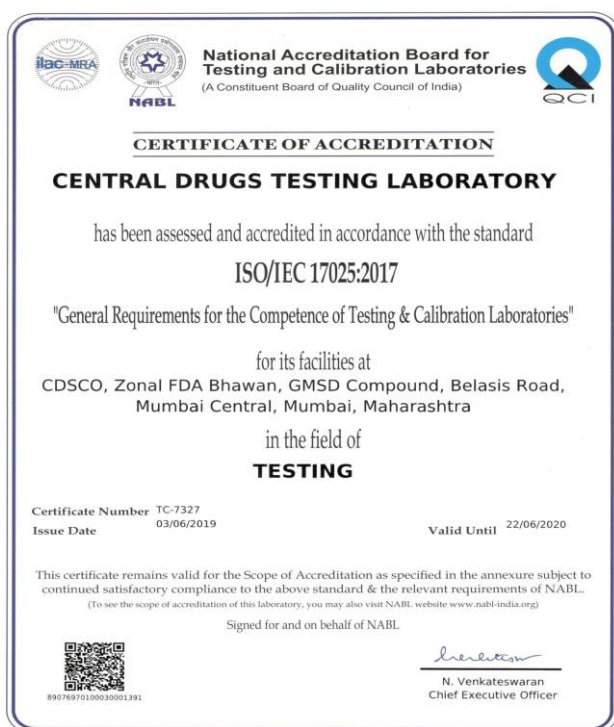 ilac-MRA
NABL
National Accreditation Board for
Testing and Calibration Laboratories
(A Constituent Board of Quality Council of India)
QCI
CERTIFICATE OF ACCREDITATION
CENTRAL DRUGS TESTING LABORATORY
has been assessed and accredited in accordance with the standard
ISO/IEC 17025:2017
"General Requirements for the Competence of Testing & Calibration Laboratories"
for its facilities at
CDSCO, Zonal FDA Bhawan, GMSD Compound, Belasis Road,
Mumbai Central, Mumbai, Maharashtra
in the field of
TESTING
Certificate Number TC-7327
Issue Date 03/06/2019
Valid Until 22/06/2020
This certificate remains valid for the Scope of Accreditation as specified in the annexure subject to
continued satisfactory compliance to the above standard & the relevant requirements of NABL.
(To see the scope of accreditation of this laboratory, you may also visit NABL website www.nabl-india.org)
Signed for and on behalf of NABL
89076970100030001391
N. Venkateswaran
Chief Executive Officer